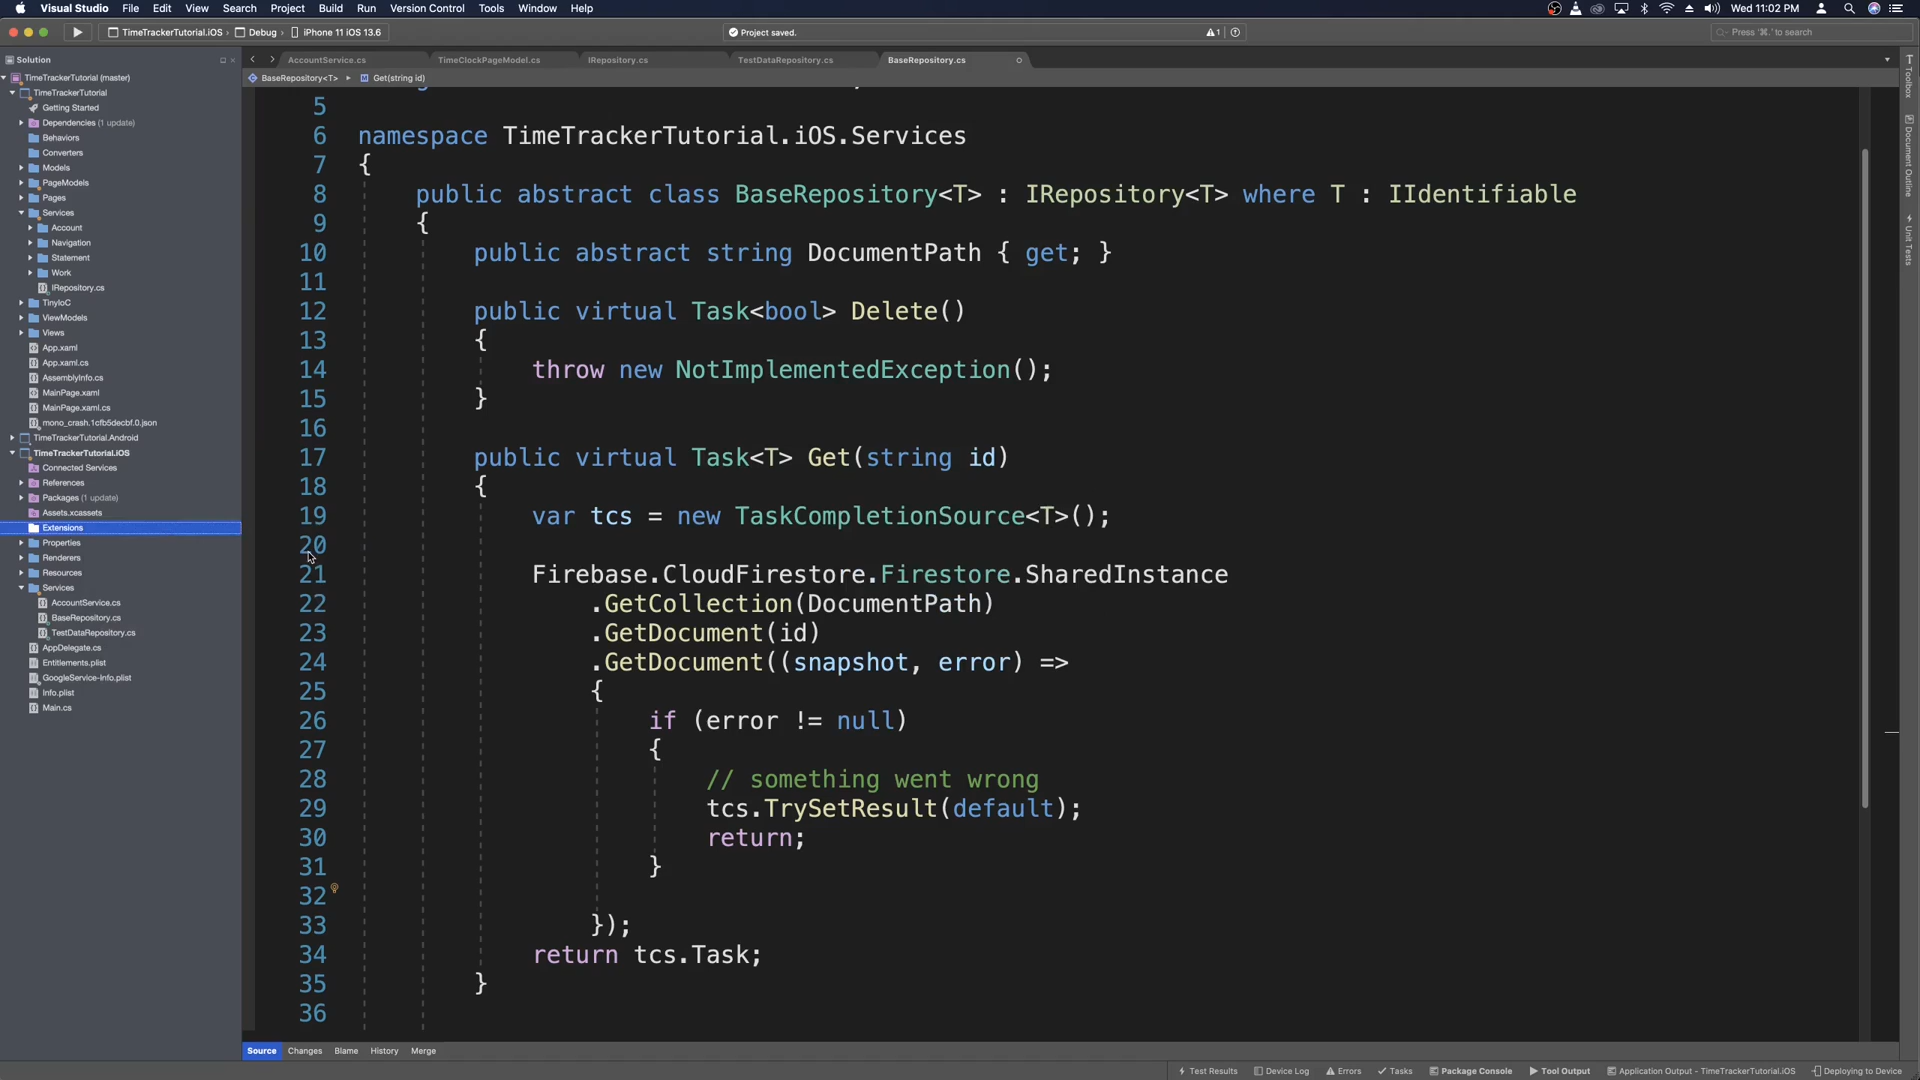 Visual Studio File Edit View Search Project Build Run Version Control Tools Window Help Wed 11:02 PM
TimeTrackerTutorial.iOS > Debug > iPhone 11 iOS 13.6 Project saved. 1 Press '⌘.' to search
Solution
AccountService.cs TimeClockPageModel.cs IRepository.cs TestDataRepository.cs BaseRepository.cs
BaseRepository<T> Get(string id)
TimeTrackerTutorial (master)
TimeTrackerTutorial
Getting Started
Dependencies (1 update)
Behaviors
Converters
Models
PageModels
Pages
Services
Account
Navigation
Statement
Work
IRepository.cs
TinyIoC
ViewModels
Views
App.xaml
App.xaml.cs
AssemblyInfo.cs
MainPage.xaml
MainPage.xaml.cs
mono_crash.1cfb5decbf.0.json
TimeTrackerTutorial.Android
TimeTrackerTutorial.iOS
Connected Services
References
Packages (1 update)
Assets.xcassets
Extensions
Properties
Renderers
Resources
Services
AccountService.cs
BaseRepository.cs
TestDataRepository.cs
AppDelegate.cs
Entitlements.plist
GoogleService-Info.plist
Info.plist
Main.cs
5
6 namespace TimeTrackerTutorial.iOS.Services
7 {
8 public abstract class BaseRepository<T> : IRepository<T> where T : IIdentifiable
9 {
10 public abstract string DocumentPath { get; }
11
12 public virtual Task<bool> Delete()
13 {
14 throw new NotImplementedException();
15 }
16
17 public virtual Task<T> Get(string id)
18 {
19 var tcs = new TaskCompletionSource<T>();
20
21 Firebase.CloudFirestore.Firestore.SharedInstance
22 .GetCollection(DocumentPath)
23 .GetDocument(id)
24 .GetDocument((snapshot, error) =>
25 {
26 if (error != null)
27 {
28 // something went wrong
29 tcs.TrySetResult(default);
30 return;
31 }
32
33 });
34 return tcs.Task;
35 }
36
Toolbox
Document Outline
Unit Tests
Source Changes Blame History Merge
Test Results Device Log Errors Tasks Package Console Tool Output Application Output - TimeTrackerTutorial.iOS Deploying to Device